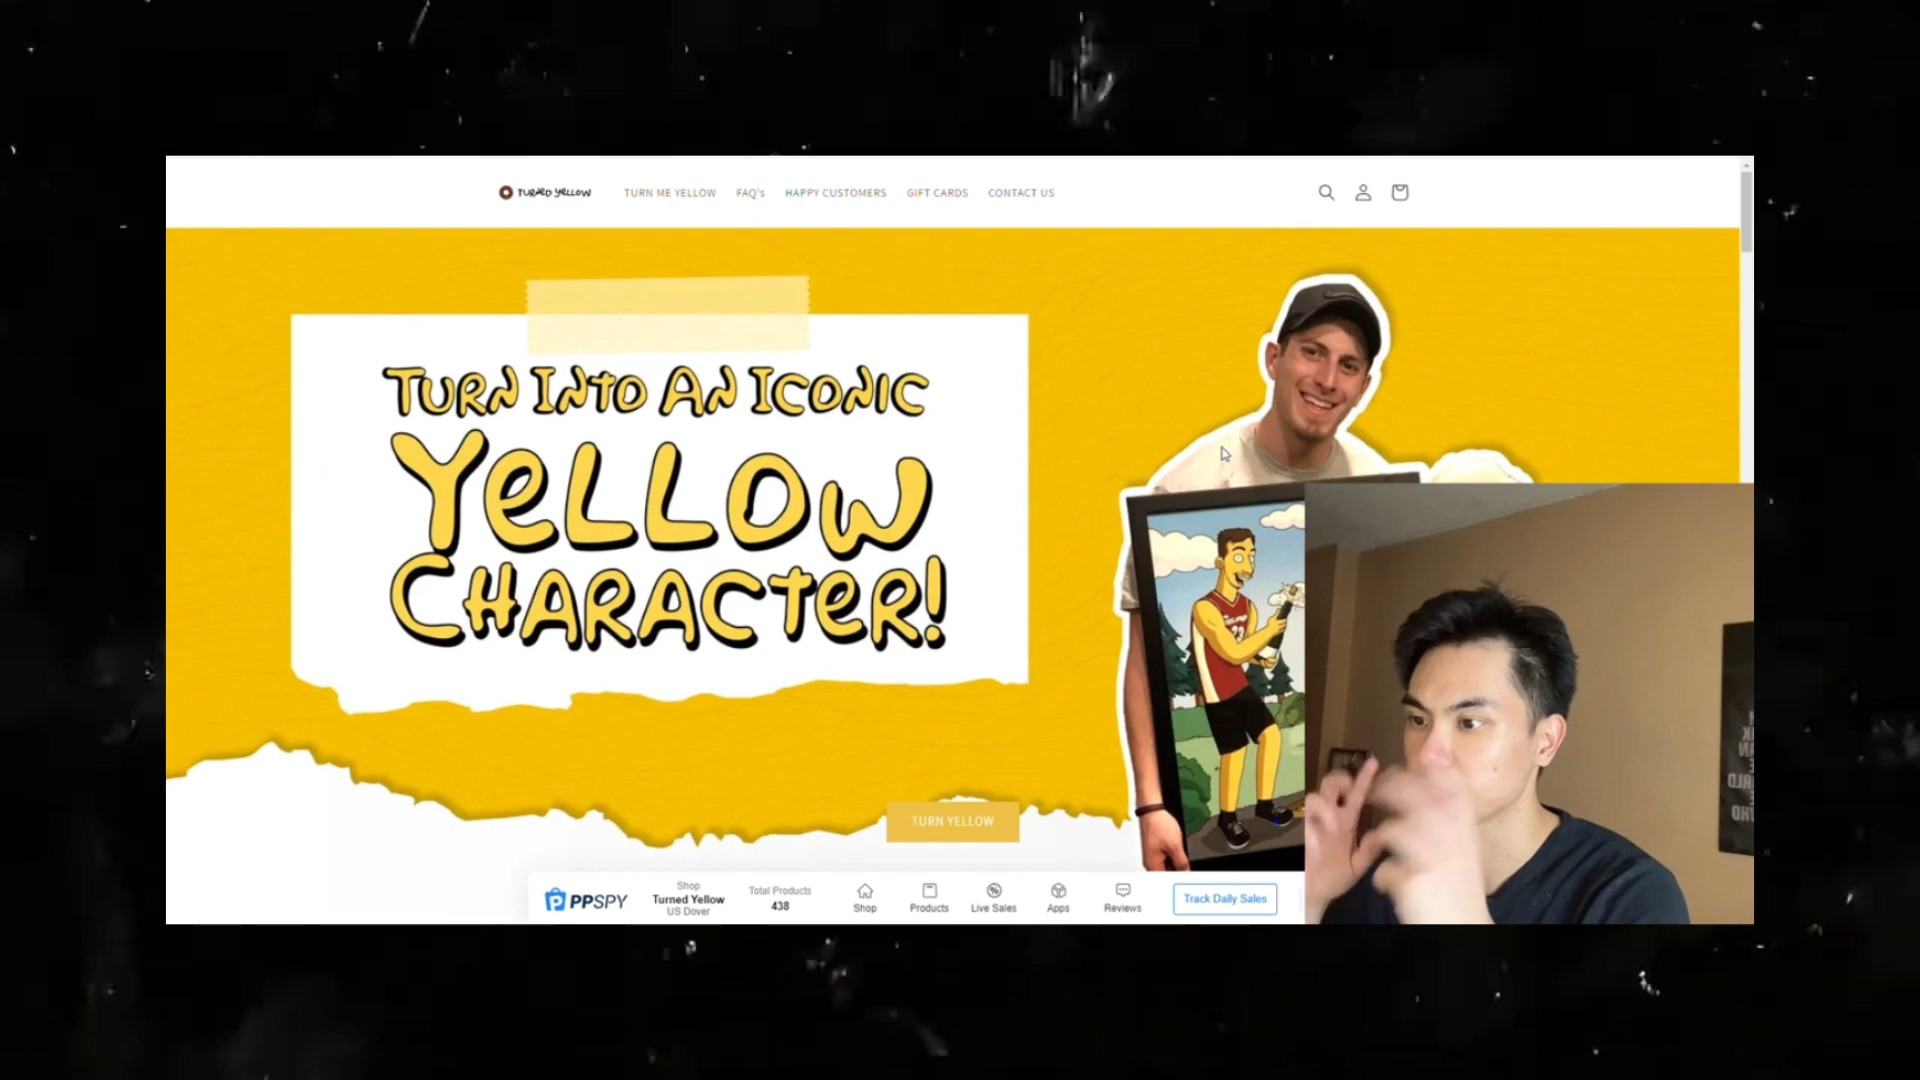 TURNED YELLOW
TURN ME YELLOW
FAQ's
HAPPY CUSTOMERS
GIFT CARDS
CONTACT US
TURN INTO AN ICONIC
YELLOW
CHARACTER!
TURN YELLOW
PPSPY
Shop
Turned Yellow
US Dover
Total Products
438
Shop
Products
Live Sales
Apps
Reviews
Track Daily Sales